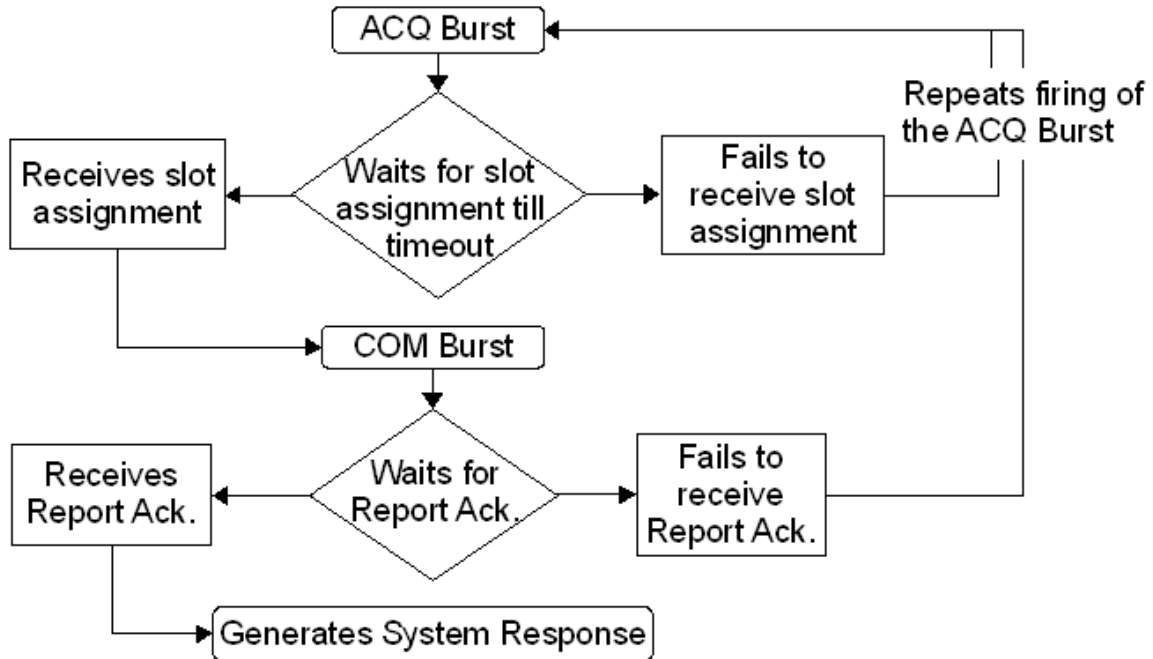 ACQ Burst
Repeats firing of
the ACQ Burst
Receives slot
assignment
Waits for slot
assignment till
timeout
Fails to
receive slot
assignment
COM Burst
Receives
Report Ack.
Waits for
Report Ack.
Fails to
receive
Report Ack.
Generates System Response